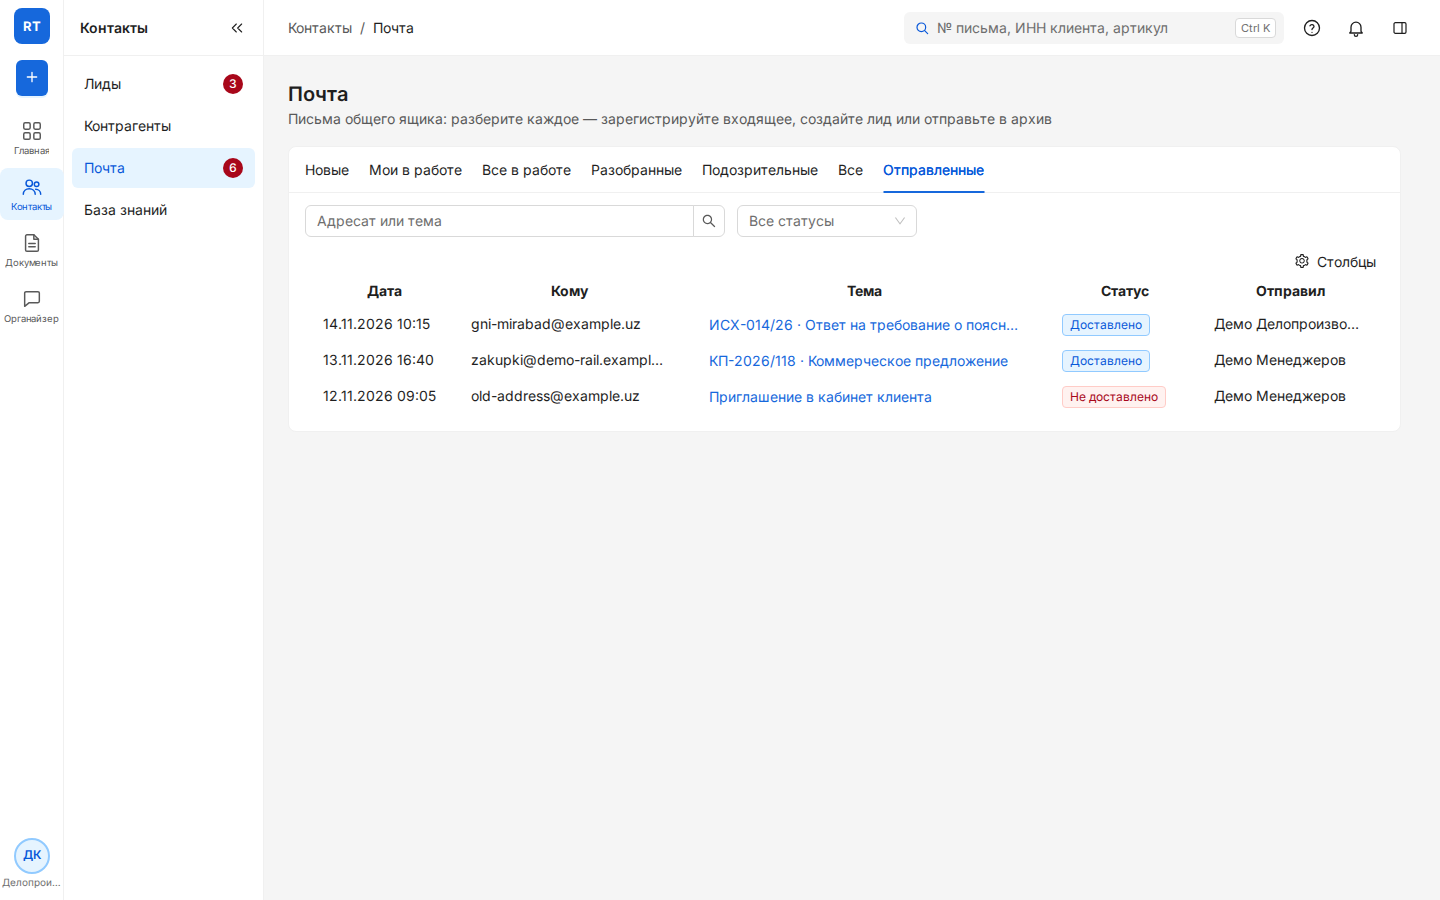 RT
Контакты
Контакты / Почта
№ письма, ИНН клиента, артикул
Ctrl K
+
Главная
Контакты
Документы
Органайзер
ДК
Делопрои...
Лиды
3
Контрагенты
Почта
6
База знаний
Почта
Письма общего ящика: разберите каждое — зарегистрируйте входящее, создайте лид или отправьте в архив
Новые Мои в работе Все в работе Разобранные Подозрительные Все Отправленные
Адресат или тема
Все статусы
Столбцы
Дата Кому Тема Статус Отправил
14.11.2026 10:15 gni-mirabad@example.uz ИСХ-014/26 · Ответ на требование о поясн... Доставлено Демо Делопроизво...
13.11.2026 16:40 zakupki@demo-rail.exampl... КП-2026/118 · Коммерческое предложение Доставлено Демо Менеджеров
12.11.2026 09:05 old-address@example.uz Приглашение в кабинет клиента Не доставлено Демо Менеджеров